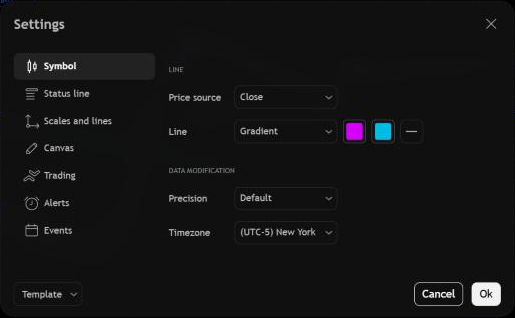 Settings
Symbol
Status line
Scales and lines
Canvas
Trading
Alerts
Events
LINE
Price source Close
Line Gradient
DATA MODIFICATION
Precision Default
Timezone (UTC-5) New York
Template Cancel Ok